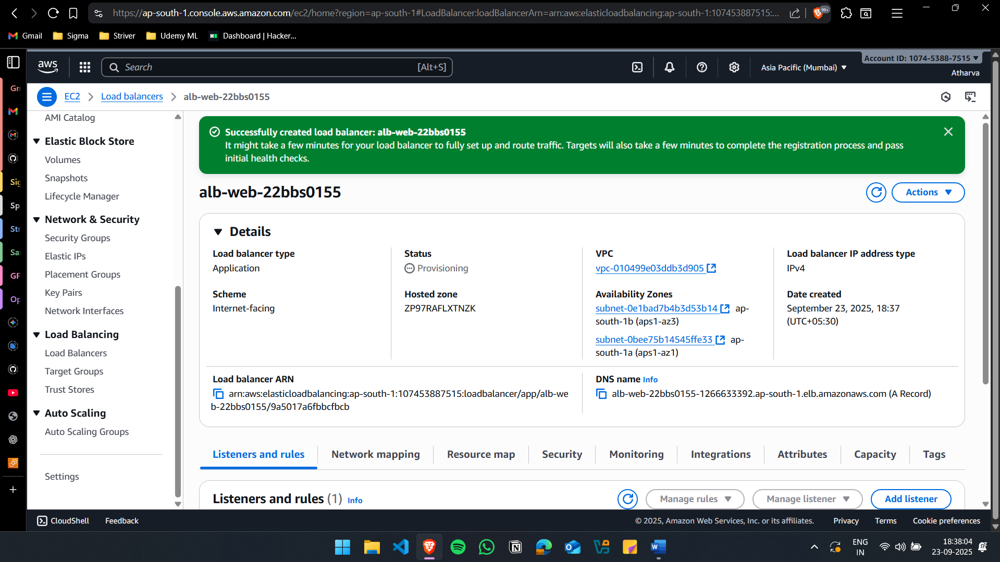 https://ap-south-1.console.aws.amazon.com/ec2/home?region=ap-south-1#LoadBalancer:loadBalancerArn=arn:aws:elasticloadbalancing:ap-south-1:107453887515:...
99+
Gmail
Sigma
Striver
Udemy ML
Dashboard | Hacker...
aws
Search
[Alt+S]
Asia Pacific (Mumbai)
Account ID: 1074-5388-7515
Atharva
EC2
Load balancers
alb-web-22bbs0155
Gm
Sig
Sp
Str
Sa
GF
Op
AMI Catalog
Elastic Block Store
Volumes
Snapshots
Lifecycle Manager
Network & Security
Security Groups
Elastic IPs
Placement Groups
Key Pairs
Network Interfaces
Load Balancing
Load Balancers
Target Groups
Trust Stores
Auto Scaling
Auto Scaling Groups
Settings
Successfully created load balancer: alb-web-22bbs0155
It might take a few minutes for your load balancer to fully set up and route traffic. Targets will also take a few minutes to complete the registration process and pass
initial health checks.
alb-web-22bbs0155
Actions
Details
Load balancer type
Application
Status
Provisioning
VPC
vpc-010499e03ddb3d905
Load balancer IP address type
IPv4
Scheme
Internet-facing
Hosted zone
ZP97RAFLXTNZK
Availability Zones
subnet-0e1bad7b4b3d53b14 ap-
south-1b (aps1-az3)
subnet-0bee75b14545ffe33 ap-
south-1a (aps1-az1)
Date created
September 23, 2025, 18:37
(UTC+05:30)
Load balancer ARN
arn:aws:elasticloadbalancing:ap-south-1:107453887515:loadbalancer/app/alb-we
b-22bbs0155/9a5017a6fbbcfbcb
DNS name Info
alb-web-22bbs0155-1266633392.ap-south-1.elb.amazonaws.com (A Record)
Listeners and rules
Network mapping
Resource map
Security
Monitoring
Integrations
Attributes
Capacity
Tags
Listeners and rules (1) Info
Manage rules
Manage listener
Add listener
CloudShell
Feedback
© 2025, Amazon Web Services, Inc. or its affiliates.
Privacy
Terms
Cookie preferences
ENG
IN
18:38:04
23-09-2025